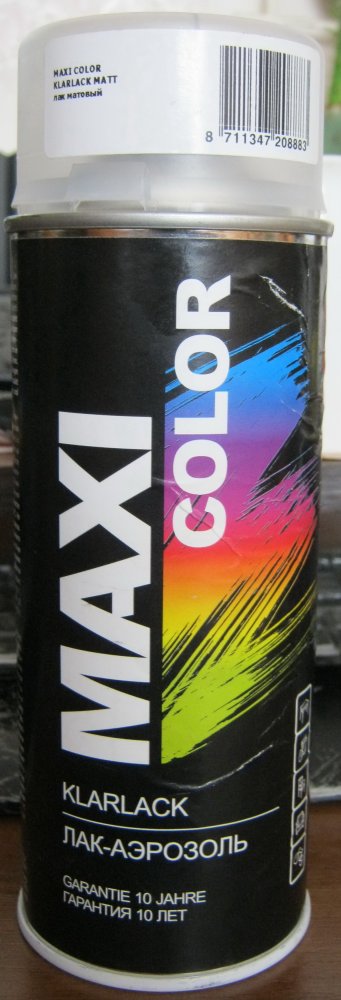 MAXI COLOR
KLARLACK MATT
лак матовый
8 711347 208883
MAXI
COLOR
KLARLACK
ЛАК-АЭРОЗОЛЬ
GARANTIE 10 JAHRE
ГАРАНТИЯ 10 ЛЕТ